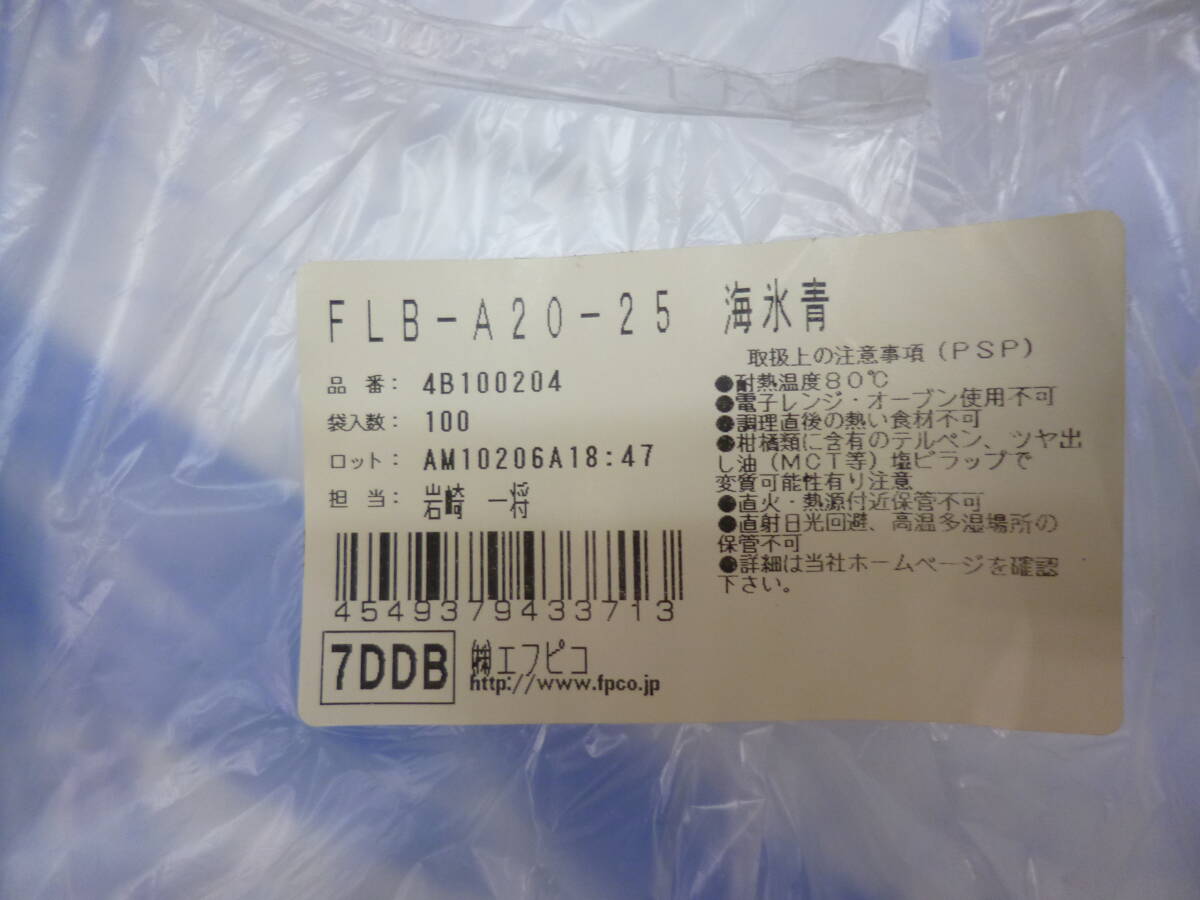 FLB-A20-25 海氷青
品番: 4B100204
袋入数: 100
ロット: AM10206A18:47
担当: 岩崎 一将
4549379433713
7DDB
㈱エフピコ
http://www.fpco.jp
取扱上の注意事項(PSP)
●耐熱温度80℃
●電子レンジ・オーブン使用不可
●調理直後の熱い食材不可
●柑橘類に含有のテルペン、ツヤ出
し油(MCT等)塩ビラップで
変質可能性有り注意
●直火・熱源付近保管不可
●直射日光回避、高温多湿場所の
保管不可
●詳細は当社ホームページを確認
下さい。